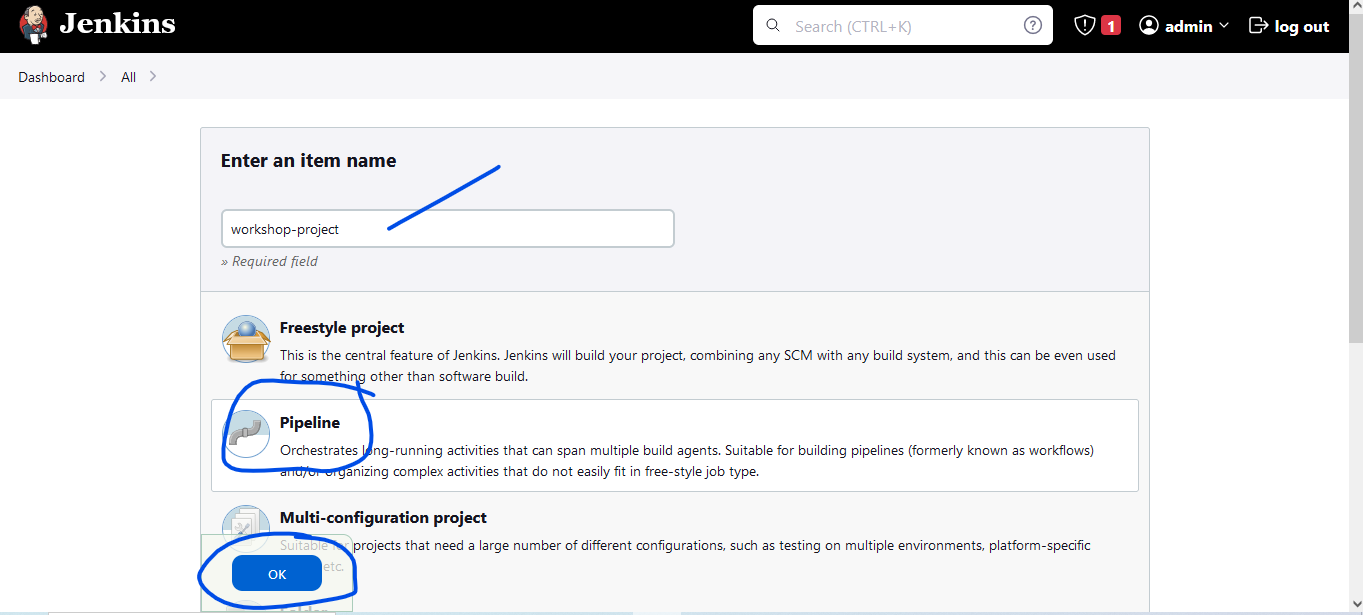 Jenkins
Search (CTRL+K)
1
admin
log out
Dashboard
All
Enter an item name
workshop-project
» Required field
Freestyle project
This is the central feature of Jenkins. Jenkins will build your project, combining any SCM with any build system, and this can be even used
for something other than software build.
Pipeline
Orchestrates long-running activities that can span multiple build agents. Suitable for building pipelines (formerly known as workflows)
and/or organizing complex activities that do not easily fit in free-style job type.
Multi-configuration project
Suitable for projects that need a large number of different configurations, such as testing on multiple environments, platform-specific
etc.
OK
Folder